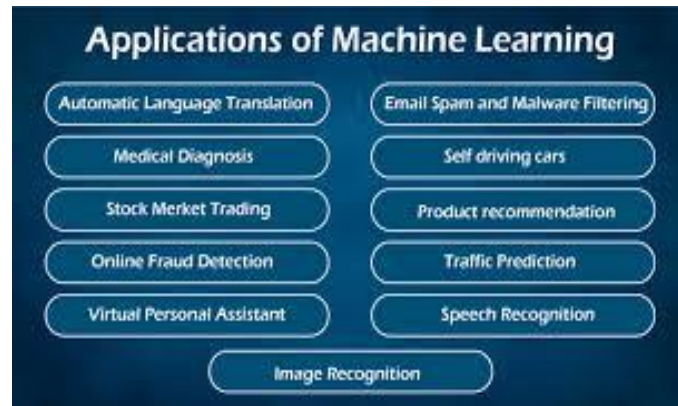 Applications of Machine Learning
Automatic Language Translation
Email Spam and Malware Filtering
Medical Diagnosis
Self driving cars
Stock Merket Trading
Product recommendation
Online Fraud Detection
Traffic Prediction
Virtual Personal Assistant
Speech Recognition
Image Recognition